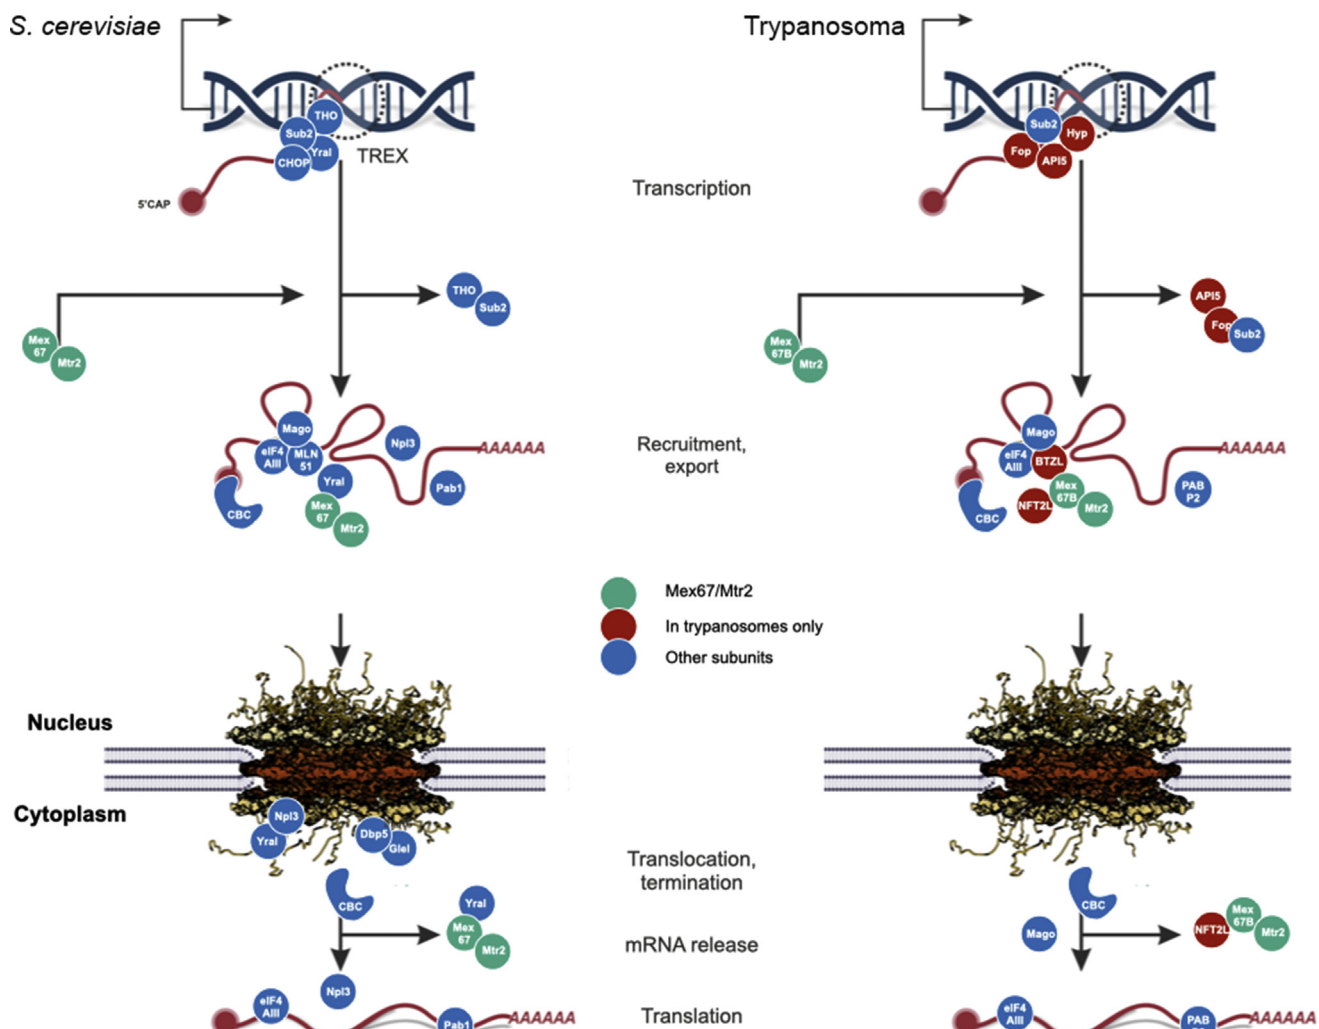 S. cerevisiae
Trypanosoma
THO
Sub2
Yral
CHOP
TREX
5'CAP
Sub2
Hyp
Fop
API5
Transcription
THO
Sub2
Mex
67
Mtr2
API5
Fop
Sub2
Mex
67B
Mtr2
Mago
eIF4
AIII
MLN
51
Npl3
AAAAAA
Yral
Pab1
CBC
Mex
67
Mtr2
Recruitment,
export
Mago
eIF4
AIII
BTZL
AAAAAA
Mex
67B
NFT2L
Mtr2
PAB
P2
CBC
Mex67/Mtr2
In trypanosomes only
Other subunits
Nucleus
Cytoplasm
Npl3
Yral
Dbp5
Glel
Translocation,
termination
CBC
Yral
Mex
67
Mtr2
CBC
Mago
NFT2L
Mex
67B
Mtr2
mRNA release
Npl3
eIF4
AIII
Pab1
AAAAAA
Translation
eIF4
AIII
PAB
AAAAAA